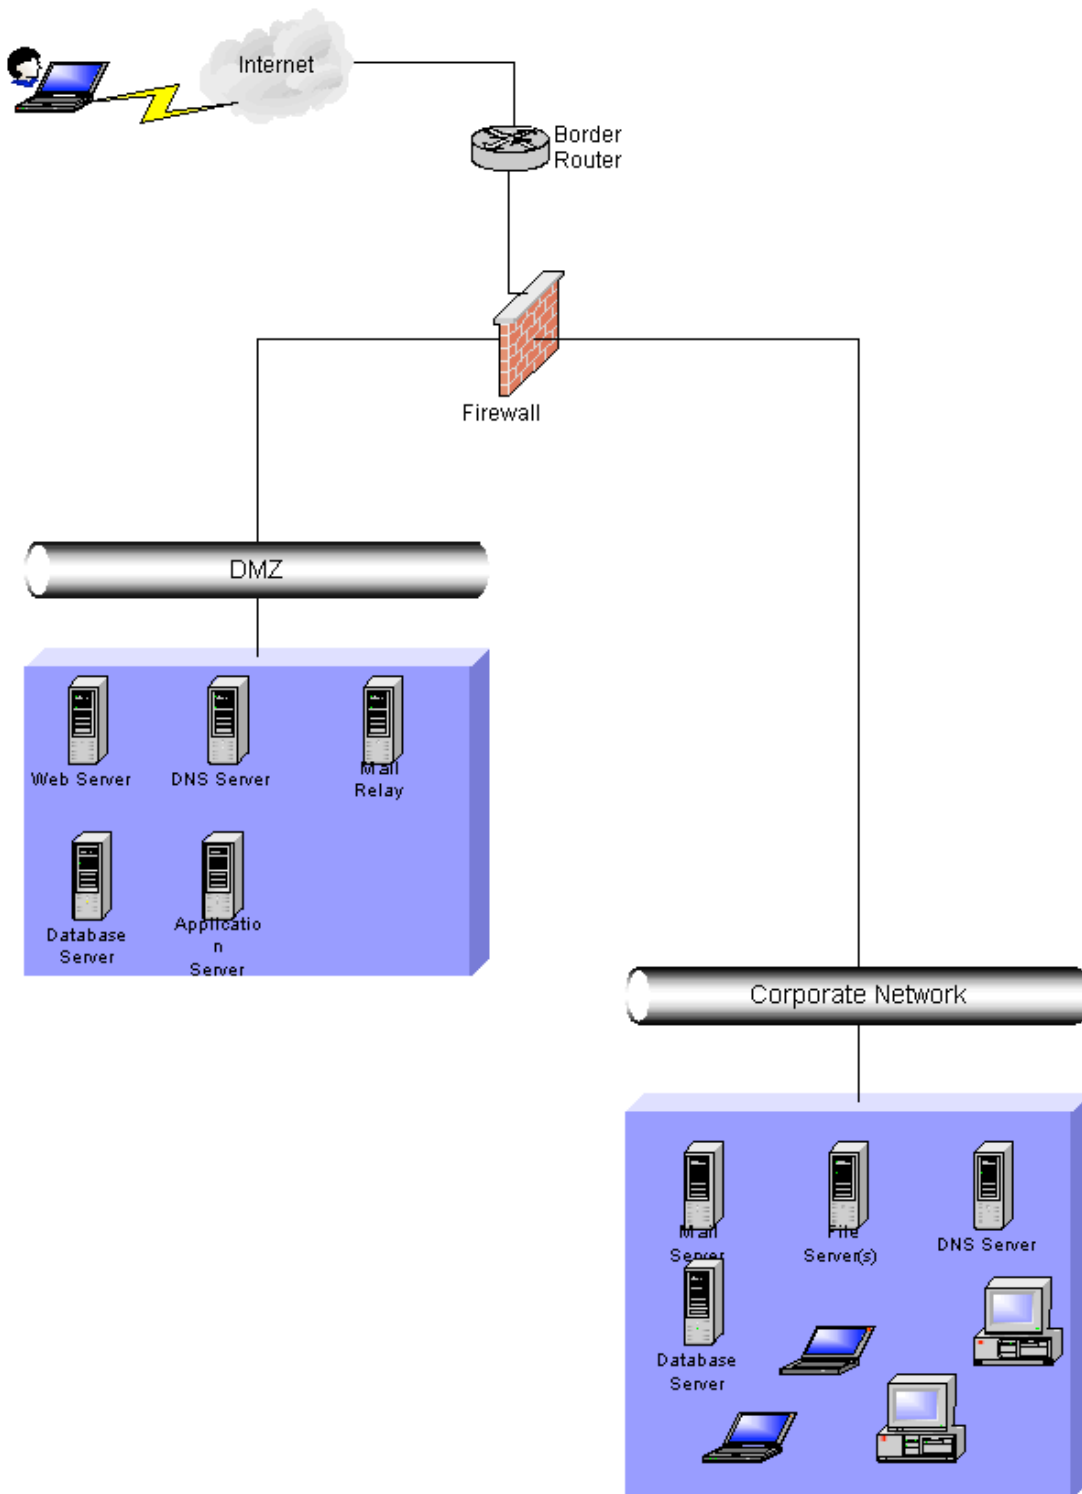 Internet
Border
Router
Firewall
DMZ
Web Server
DNS Server
Mail
Relay
Database
Server
Applicatio
n
Server
Corporate Network
Mail
Server
File
Server(s)
DNS Server
Database
Server